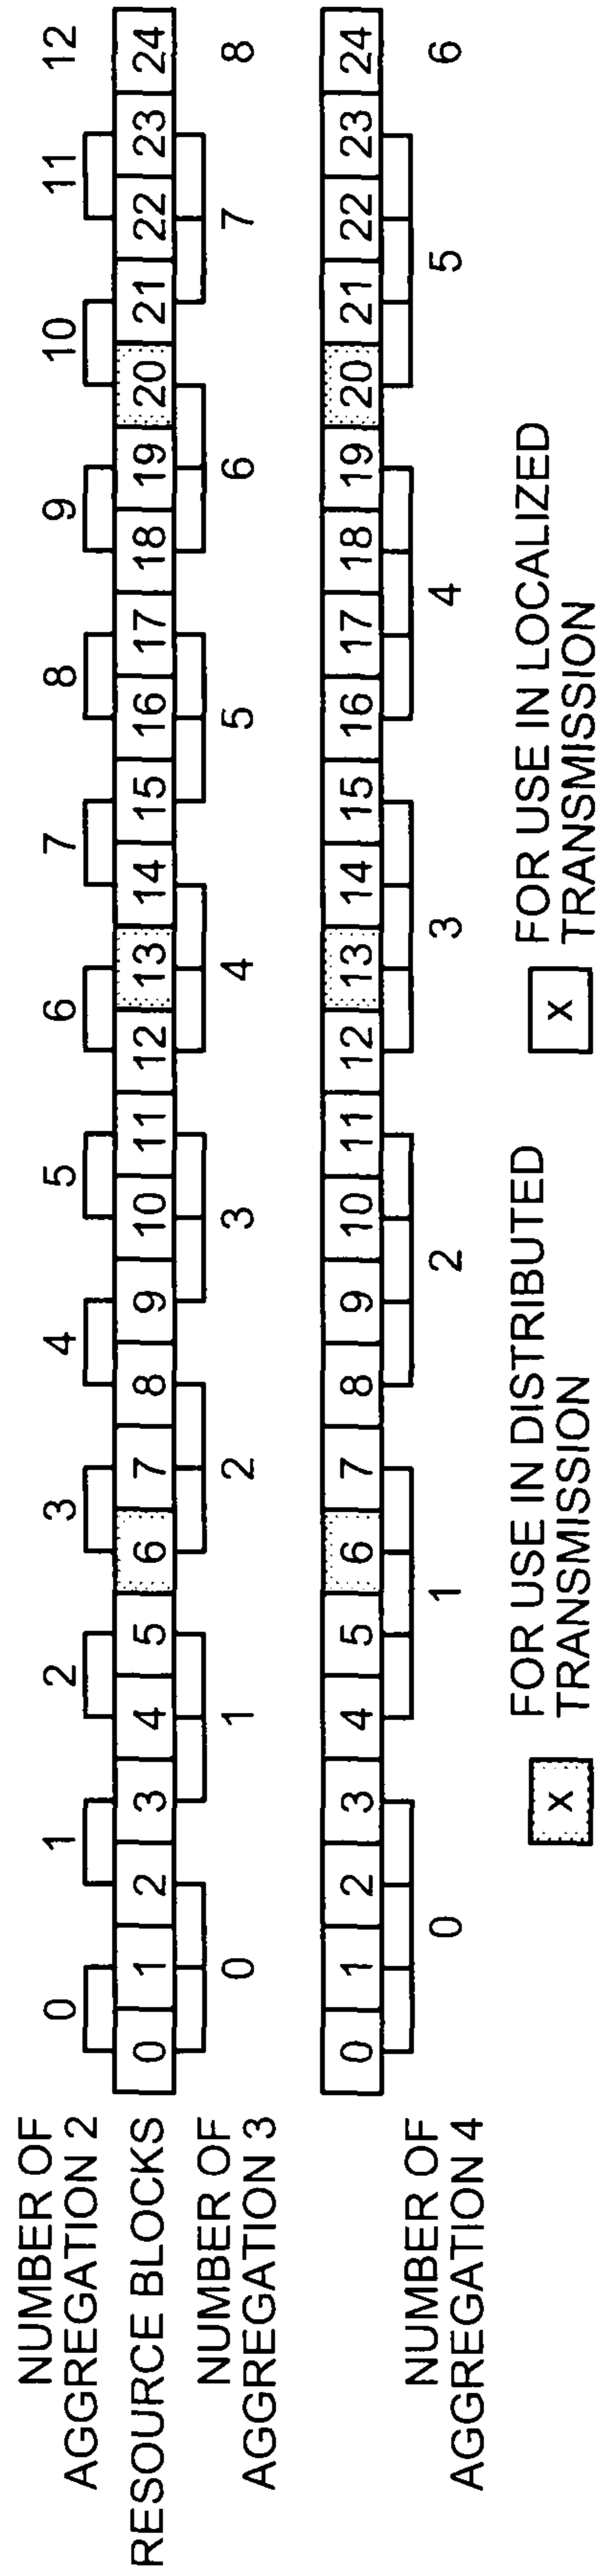 0 1 2 3 4 5 6 7 8 9 10 11 12
NUMBER OF
AGGREGATION 2
RESOURCE BLOCKS
0 1 2 3 4 5 6 7 8 9 10 11 12 13 14 15 16 17 18 19 20 21 22 23 24
NUMBER OF
AGGREGATION 3
0 1 2 3 4 5 6 7 8
0 1 2 3 4 5 6 7 8 9 10 11 12 13 14 15 16 17 18 19 20 21 22 23 24
NUMBER OF
AGGREGATION 4
0 1 2 3 4 5 6
X
FOR USE IN DISTRIBUTED
TRANSMISSION
X
FOR USE IN LOCALIZED
TRANSMISSION